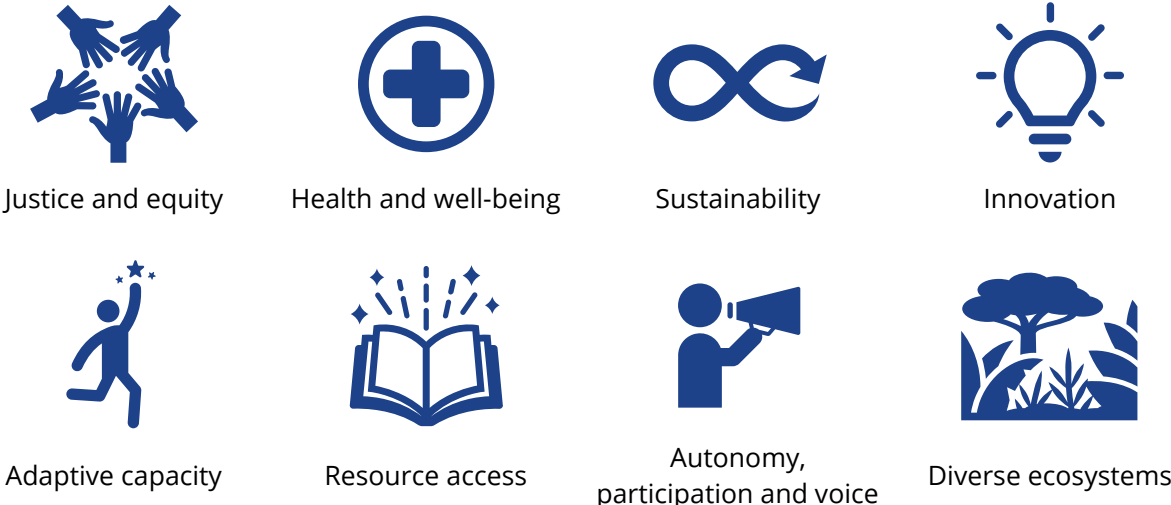 Justice and equity
Health and well-being
Sustainability
Innovation
Adaptive capacity
Resource access
Autonomy,
participation and voice
Diverse ecosystems